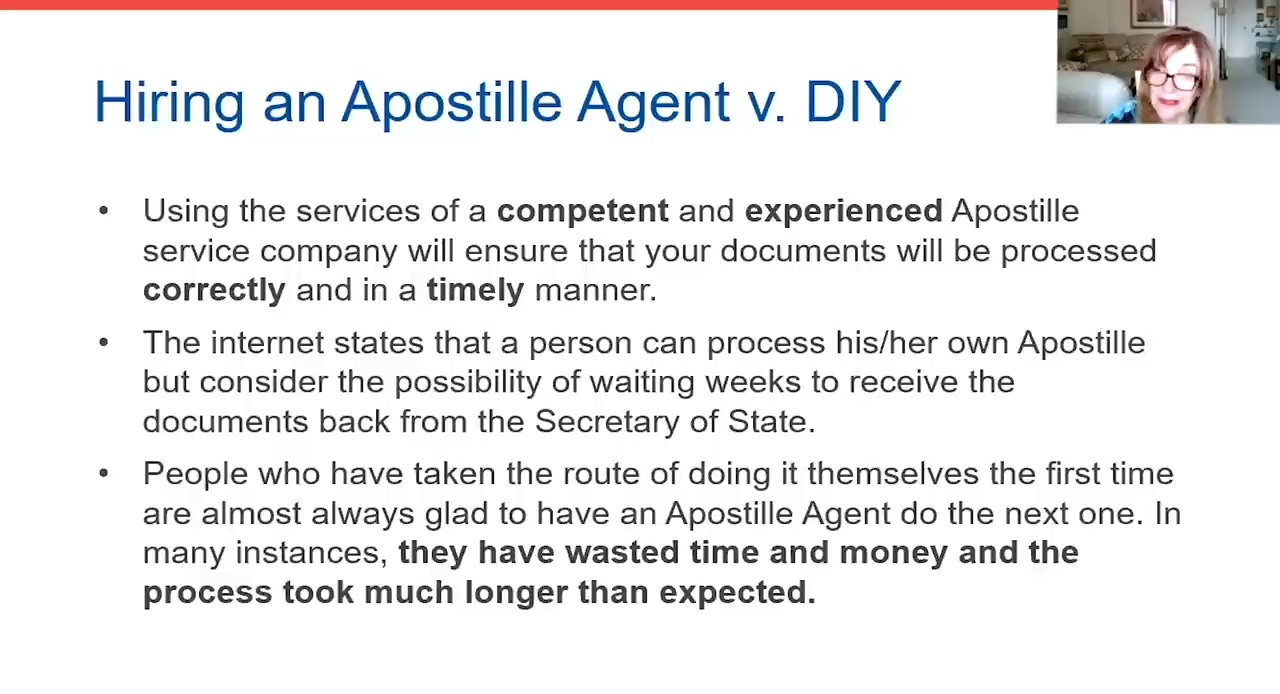 Hiring an Apostille Agent v. DIY
• Using the services of a competent and experienced Apostille
service company will ensure that your documents will be processed
correctly and in a timely manner.
• The internet states that a person can process his/her own Apostille
but consider the possibility of waiting weeks to receive the
documents back from the Secretary of State.
• People who have taken the route of doing it themselves the first time
are almost always glad to have an Apostille Agent do the next one. In
many instances, they have wasted time and money and the
process took much longer than expected.